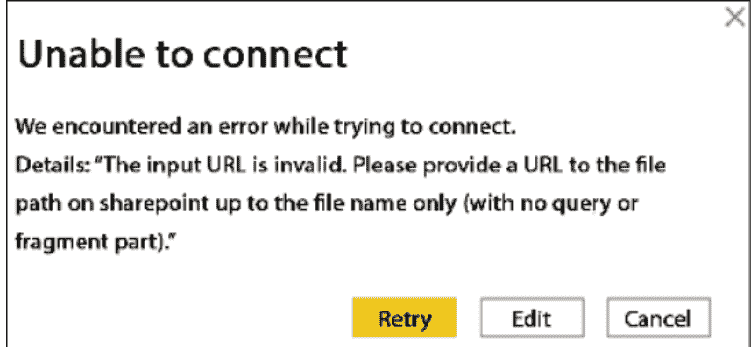 Unable to connect
We encountered an error while trying to connect.
Details: "The input URL is invalid. Please provide a URL to the file
path on sharepoint up to the file name only (with no query or
fragment part)."
Retry Edit Cancel